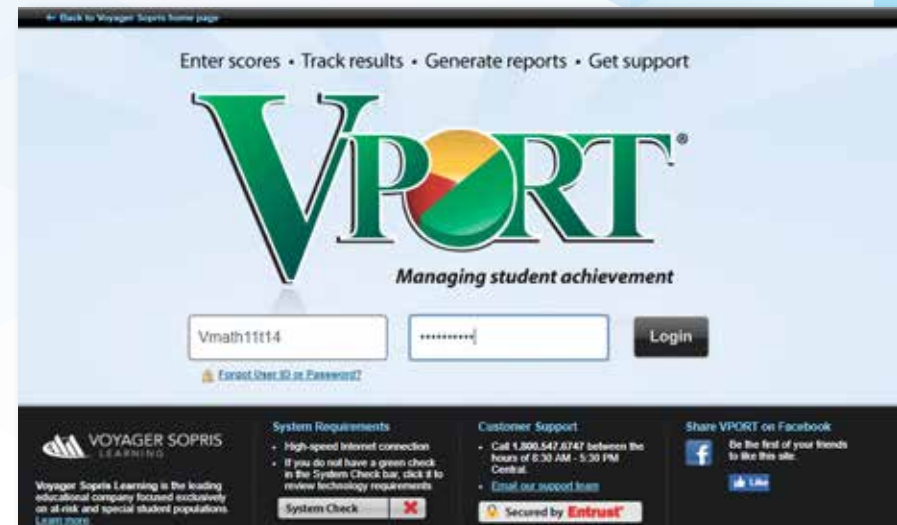 ← Back to Voyager Sopris home page
Enter scores • Track results • Generate reports • Get support
VPORT®
Managing student achievement
Vmath11t14
••••••••••
Login
Forgot User ID or Password?
VOYAGER SOPRIS
LEARNING
Voyager Sopris Learning is the leading
educational company focused exclusively
on at-risk and special student populations.
Learn more
System Requirements
• High-speed Internet connection
• If you do not have a green check
in the System Check bar, click it to
review technology requirements
System Check
Customer Support
• Call 1.800.547.6747 between the
hours of 8:30 AM - 5:30 PM
Central.
• Email our support team
Secured by Entrust®
Share VPORT on Facebook
Be the first of your friends
to like this site.
Like